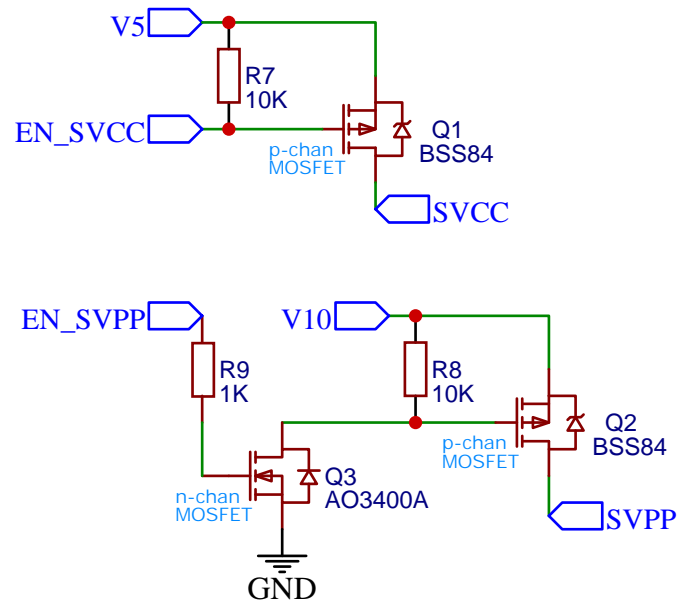 V5
R7
10K
EN_SVCC
p-chan
MOSFET
Q1
BSS84
SVCC
EN_SVPP
V10
R9
1K
R8
10K
p-chan
MOSFET
Q2
BSS84
n-chan
MOSFET
Q3
AO3400A
SVPP
GND